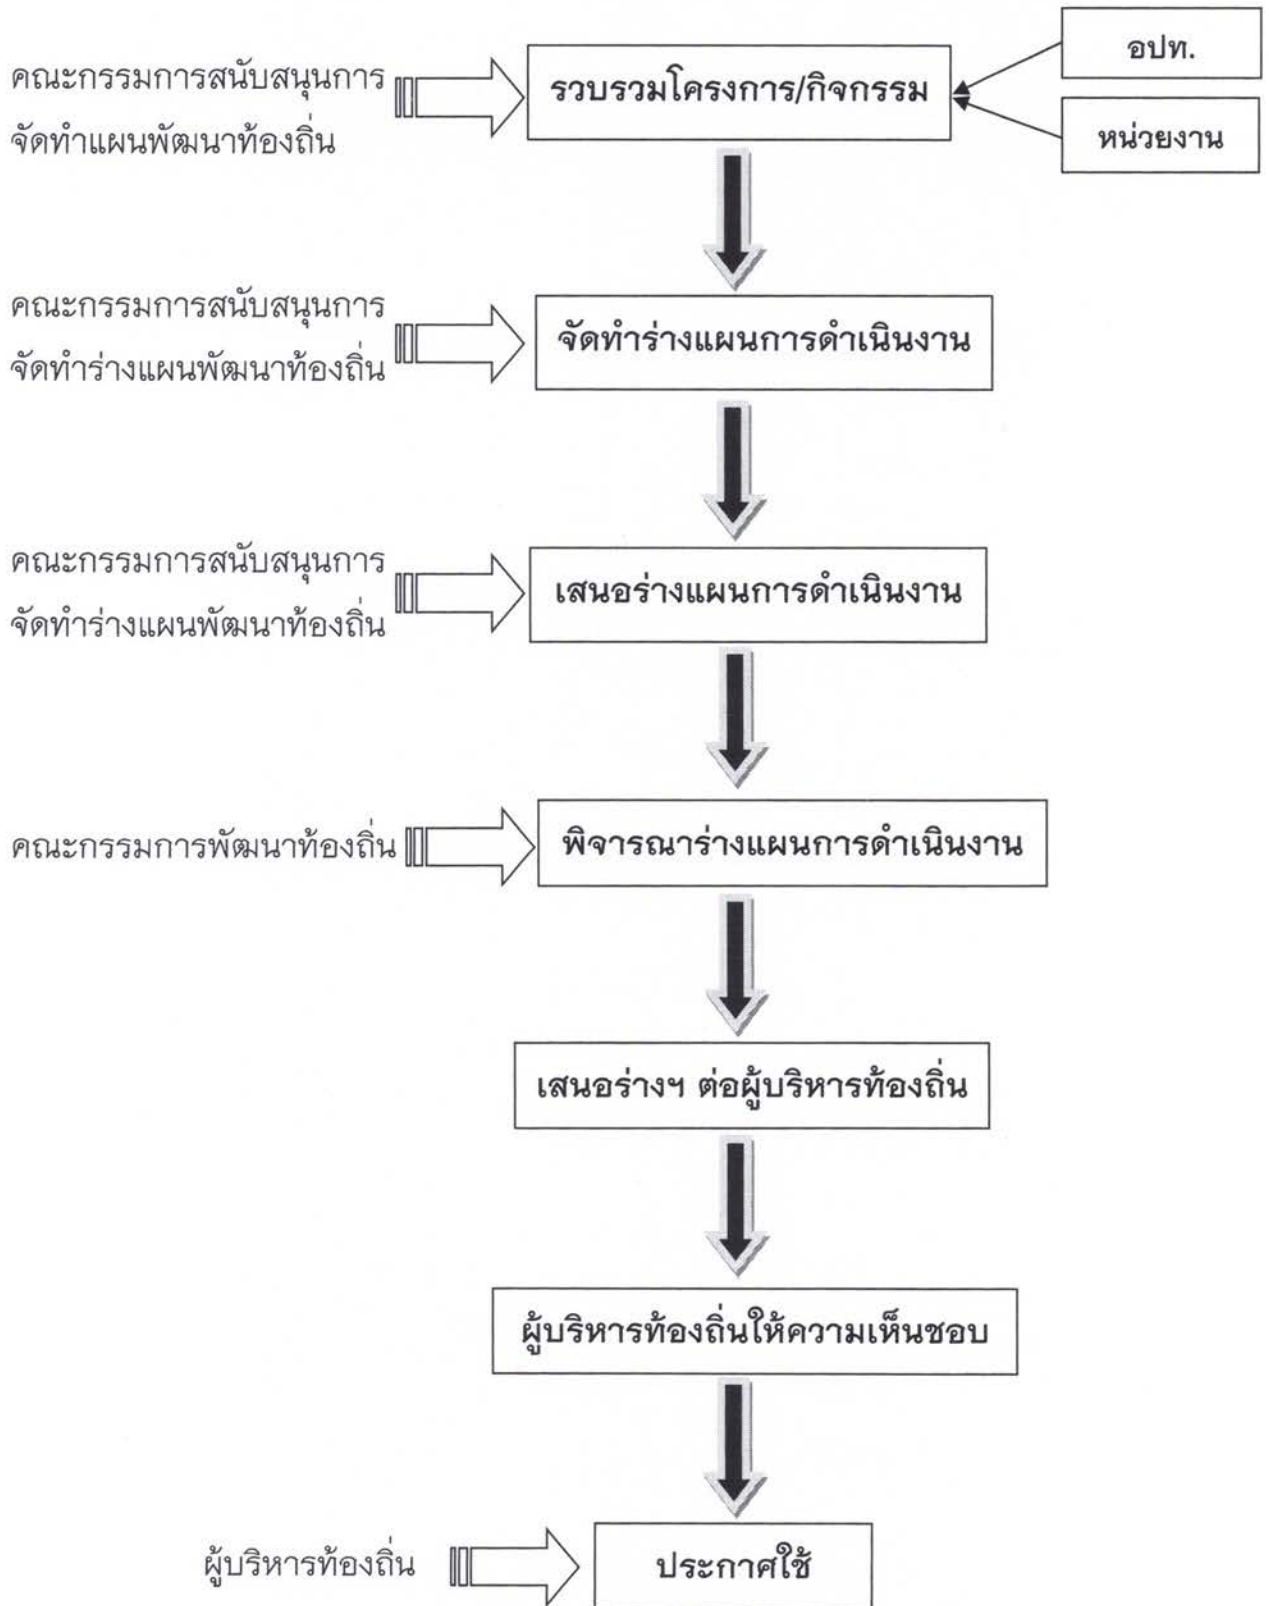 อปท.
คณะกรรมการสนับสนุนการ
จัดทำแผนพัฒนาท้องถิ่น
รวบรวมโครงการ/กิจกรรม
หน่วยงาน
คณะกรรมการสนับสนุนการ
จัดทำร่างแผนพัฒนาท้องถิ่น
จัดทำร่างแผนการดำเนินงาน
คณะกรรมการสนับสนุนการ
จัดทำร่างแผนพัฒนาท้องถิ่น
เสนอร่างแผนการดำเนินงาน
คณะกรรมการพัฒนาท้องถิ่น
พิจารณาร่างแผนการดำเนินงาน
เสนอร่างฯ ต่อผู้บริหารท้องถิ่น
ผู้บริหารท้องถิ่นให้ความเห็นชอบ
ผู้บริหารท้องถิ่น
ประกาศใช้